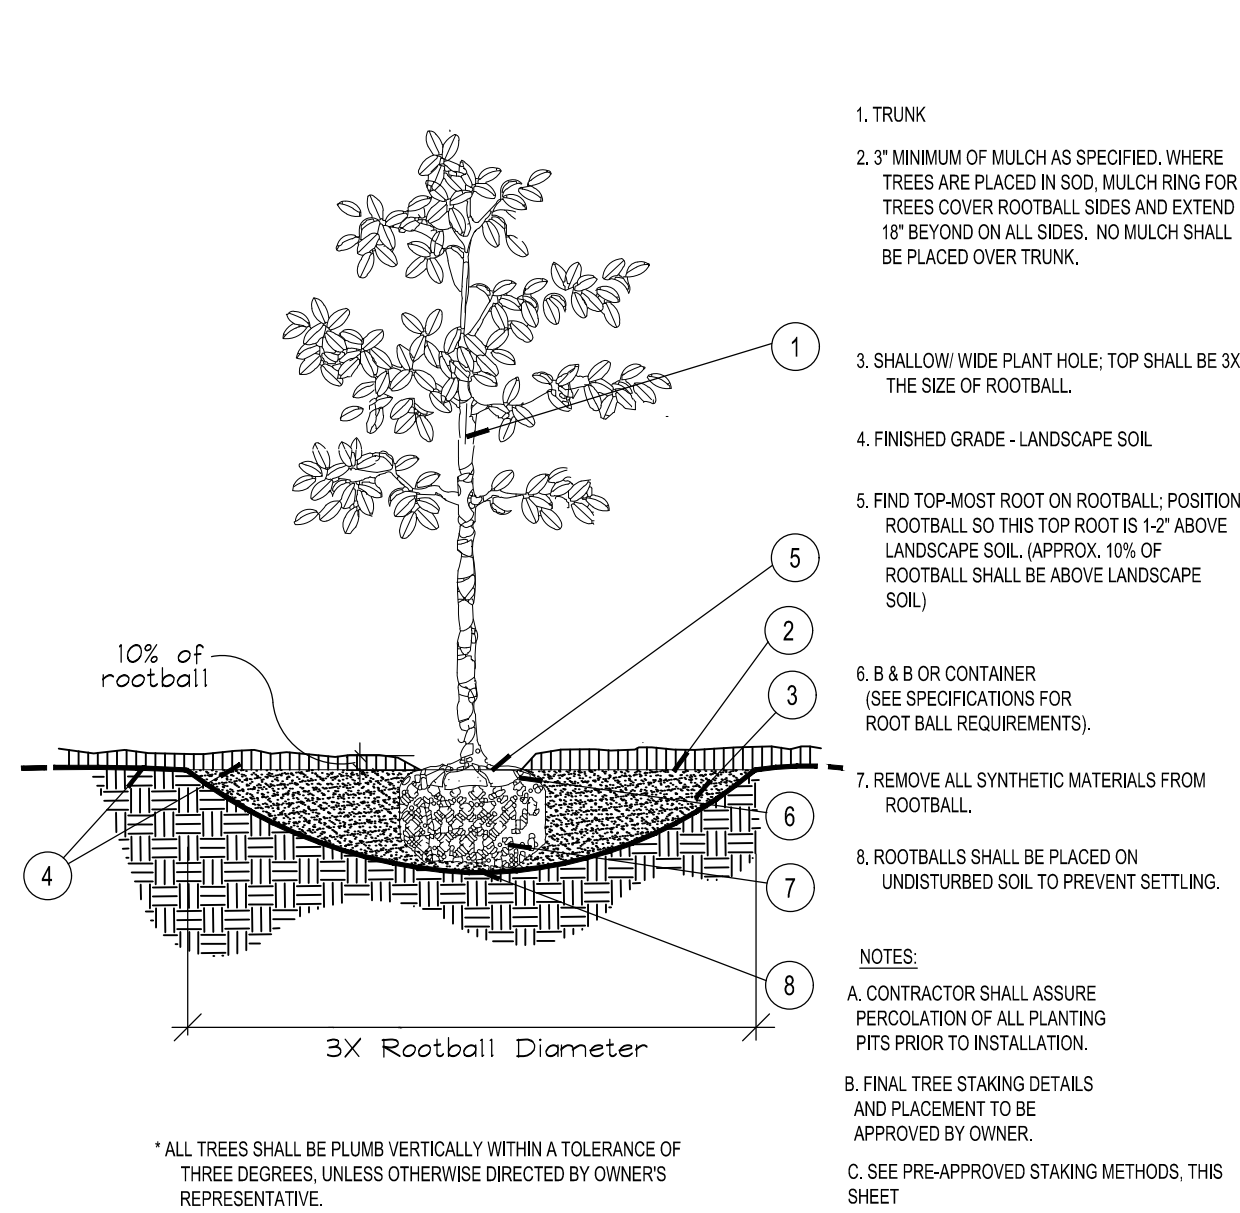 1. TRUNK
2. 3" MINIMUM OF MULCH AS SPECIFIED. WHERE
TREES ARE PLACED IN SOD, MULCH RING FOR
TREES COVER ROOTBALL SIDES AND EXTEND
18" BEYOND ON ALL SIDES. NO MULCH SHALL
BE PLACED OVER TRUNK.
3. SHALLOW/ WIDE PLANT HOLE; TOP SHALL BE 3X
THE SIZE OF ROOTBALL.
4. FINISHED GRADE - LANDSCAPE SOIL
5. FIND TOP-MOST ROOT ON ROOTBALL; POSITION
ROOTBALL SO THIS TOP ROOT IS 1-2" ABOVE
LANDSCAPE SOIL. (APPROX. 10% OF
ROOTBALL SHALL BE ABOVE LANDSCAPE
SOIL)
6. B & B OR CONTAINER
(SEE SPECIFICATIONS FOR
ROOT BALL REQUIREMENTS).
7. REMOVE ALL SYNTHETIC MATERIALS FROM
ROOTBALL.
8. ROOTBALLS SHALL BE PLACED ON
UNDISTURBED SOIL TO PREVENT SETTLING.
NOTES:
A. CONTRACTOR SHALL ASSURE
PERCOLATION OF ALL PLANTING
PITS PRIOR TO INSTALLATION.
B. FINAL TREE STAKING DETAILS
AND PLACEMENT TO BE
APPROVED BY OWNER.
C. SEE PRE-APPROVED STAKING METHODS, THIS
SHEET
1
5
2
3
6
7
8
4
10% of
rootball
3X Rootball Diameter
* ALL TREES SHALL BE PLUMB VERTICALLY WITHIN A TOLERANCE OF
THREE DEGREES, UNLESS OTHERWISE DIRECTED BY OWNER'S
REPRESENTATIVE.